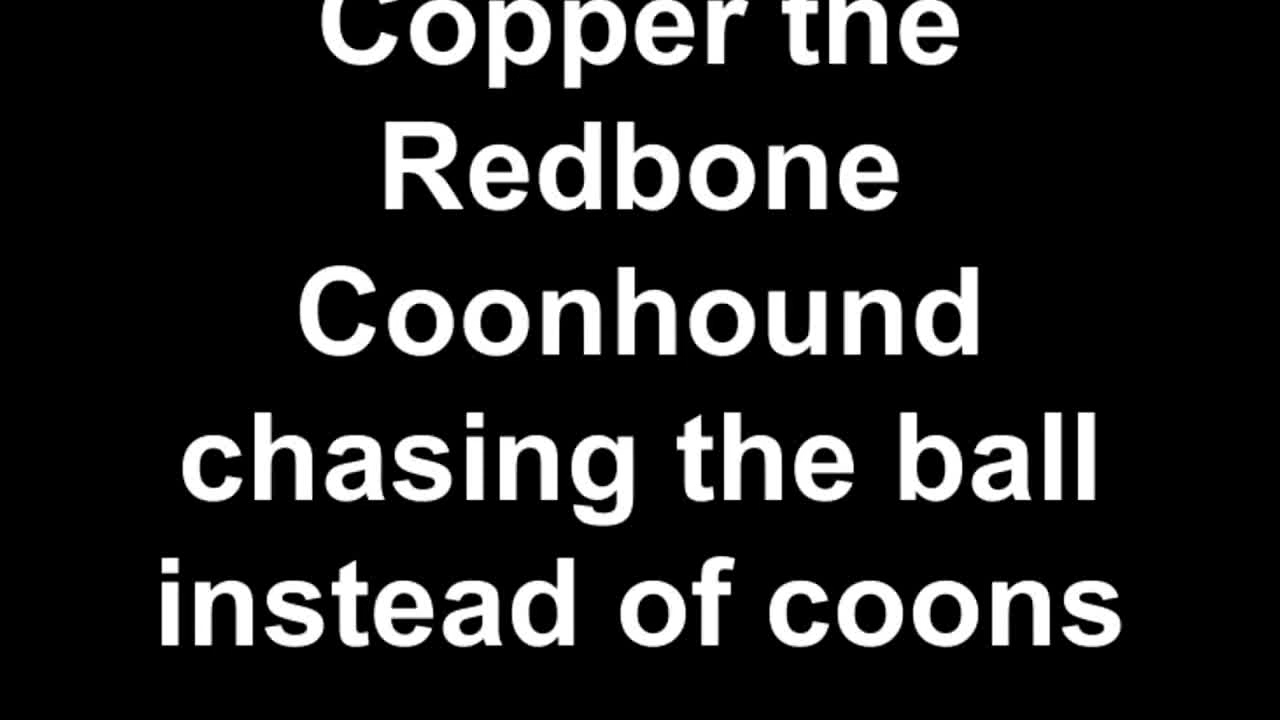 Copper the
Redbone
Coonhound
chasing the ball
instead of coons